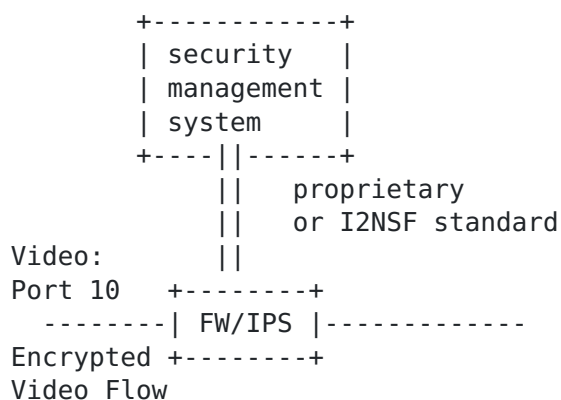 +------------+
| security   |
| management |
| system     |
+----||------+
||   proprietary
||   or I2NSF standard
Video:       ||
Port 10   +--------+
--------| FW/IPS |-------------
Encrypted +--------+
Video Flow